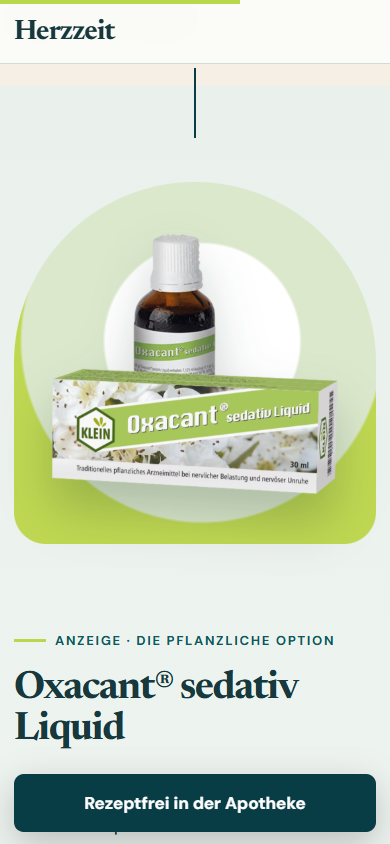 Herzzeit
Oxacant® sedativ
KLEIN
Oxacant® sedativ Liquid
30 ml
Traditionelles pflanzliches Arzneimittel bei nervlicher Belastung und nervöser Unruhe
ANZEIGE · DIE PFLANZLICHE OPTION
Oxacant® sedativ
Liquid
Rezeptfrei in der Apotheke